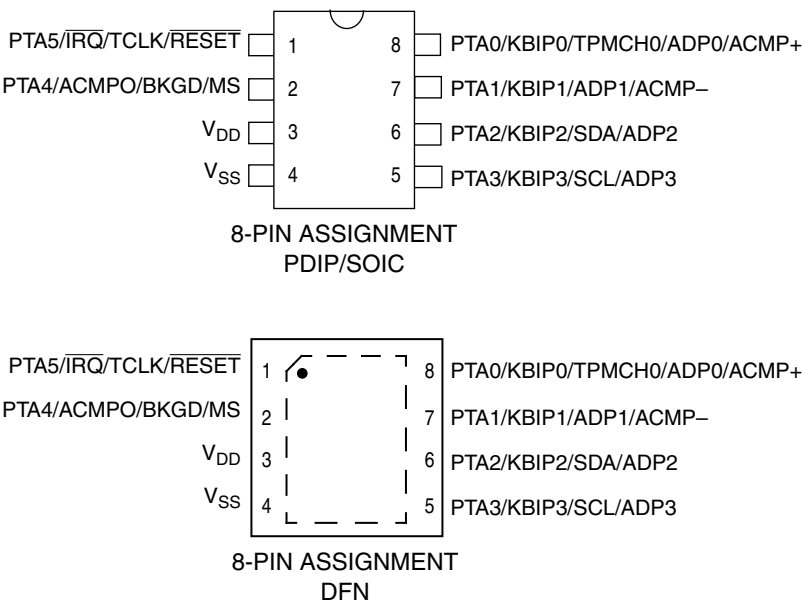 PTA5/IRQ/TCLK/RESET 1 8 PTA0/KBIP0/TPMCH0/ADP0/ACMP+
PTA4/ACMPO/BKGD/MS 2 7 PTA1/KBIP1/ADP1/ACMP–
VDD 3 6 PTA2/KBIP2/SDA/ADP2
VSS 4 5 PTA3/KBIP3/SCL/ADP3
8-PIN ASSIGNMENT
PDIP/SOIC
PTA5/IRQ/TCLK/RESET 1 8 PTA0/KBIP0/TPMCH0/ADP0/ACMP+
PTA4/ACMPO/BKGD/MS 2 7 PTA1/KBIP1/ADP1/ACMP–
VDD 3 6 PTA2/KBIP2/SDA/ADP2
VSS 4 5 PTA3/KBIP3/SCL/ADP3
8-PIN ASSIGNMENT
DFN